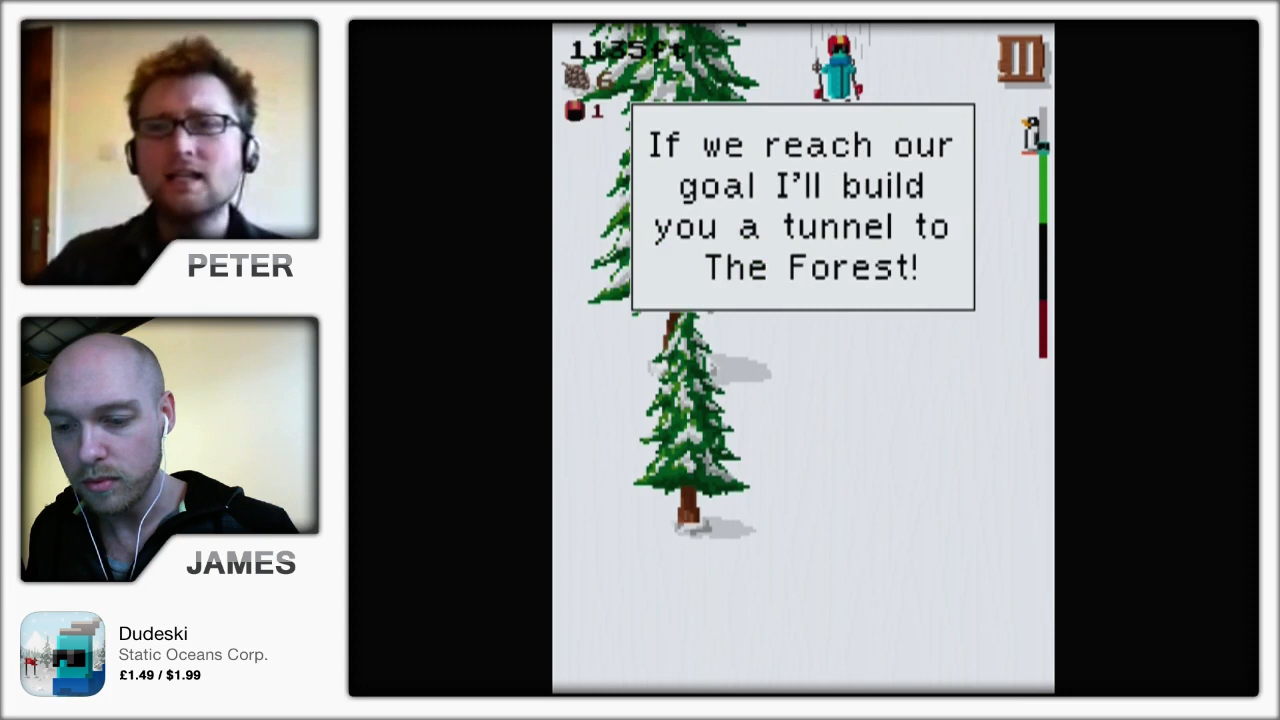 PETER
JAMES
Dudeski
Static Oceans Corp.
£1.49 / $1.99
1135ft
6
1
If we reach our
goal I'll build
you a tunnel to
The Forest!